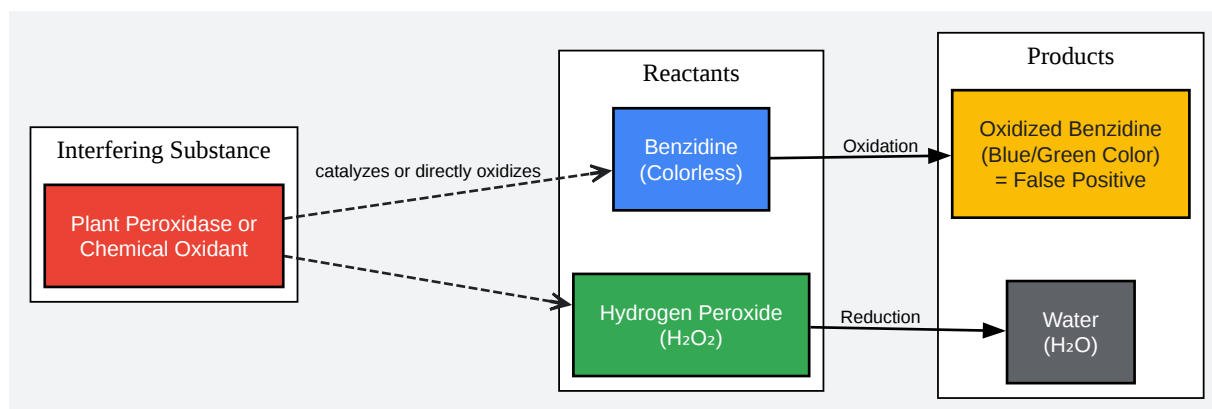 Interfering Substance
Plant Peroxidase or
Chemical Oxidant
catalyzes or directly oxidizes
Reactants
Benzidine
(Colorless)
Hydrogen Peroxide
(H₂O₂)
Oxidation
Reduction
Products
Oxidized Benzidine
(Blue/Green Color)
= False Positive
Water
(H₂O)